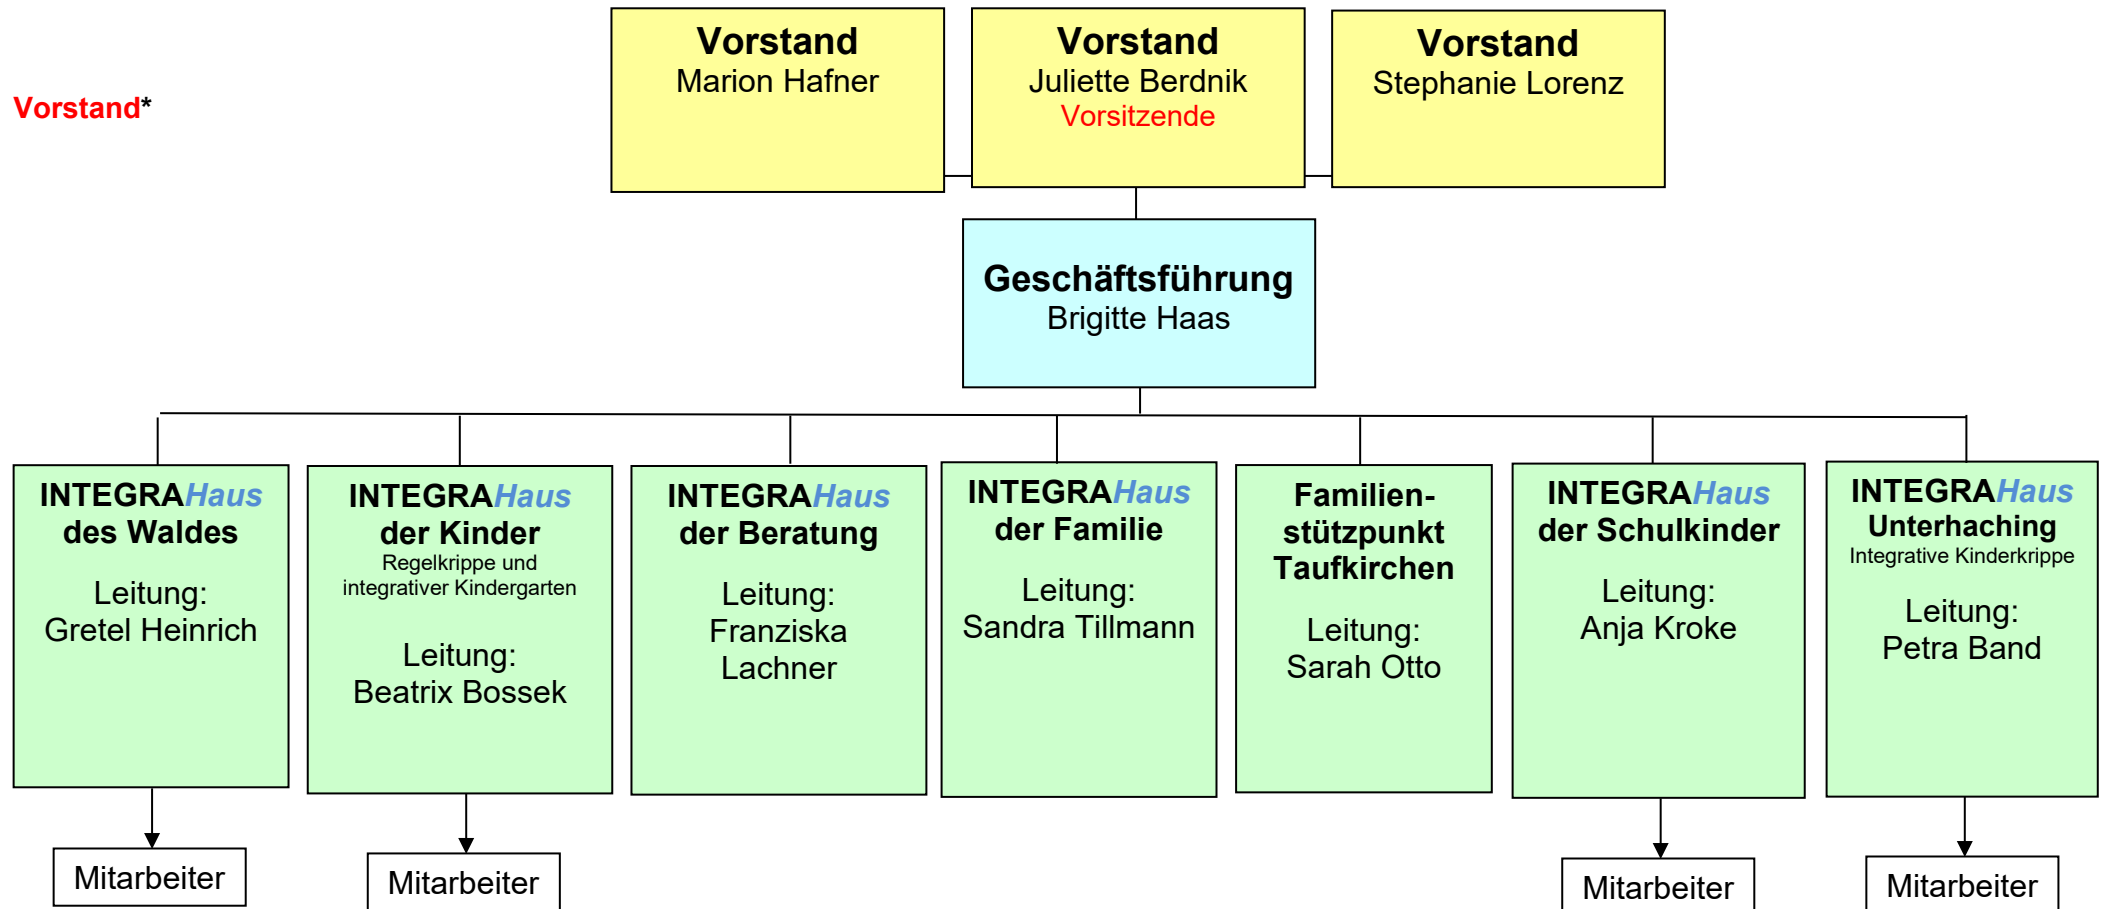 Vorstand*
Vorstand
Marion Hafner
Vorstand
Juliette Berdnik
Vorsitzende
Vorstand
Stephanie Lorenz
Geschäftsführung
Brigitte Haas
INTEGRAHaus
des Waldes
Leitung:
Gretel Heinrich
INTEGRAHaus
der Kinder
Regelkrippe und
integrativer Kindergarten
Leitung:
Beatrix Bossek
INTEGRAHaus
der Beratung
Leitung:
Franziska
Lachner
INTEGRAHaus
der Familie
Leitung:
Sandra Tillmann
Familien-
stützpunkt
Taufkirchen
Leitung:
Sarah Otto
INTEGRAHaus
der Schulkinder
Leitung:
Anja Kroke
INTEGRAHaus
Unterhaching
Integrative Kinderkrippe
Leitung:
Petra Band
Mitarbeiter
Mitarbeiter
Mitarbeiter
Mitarbeiter